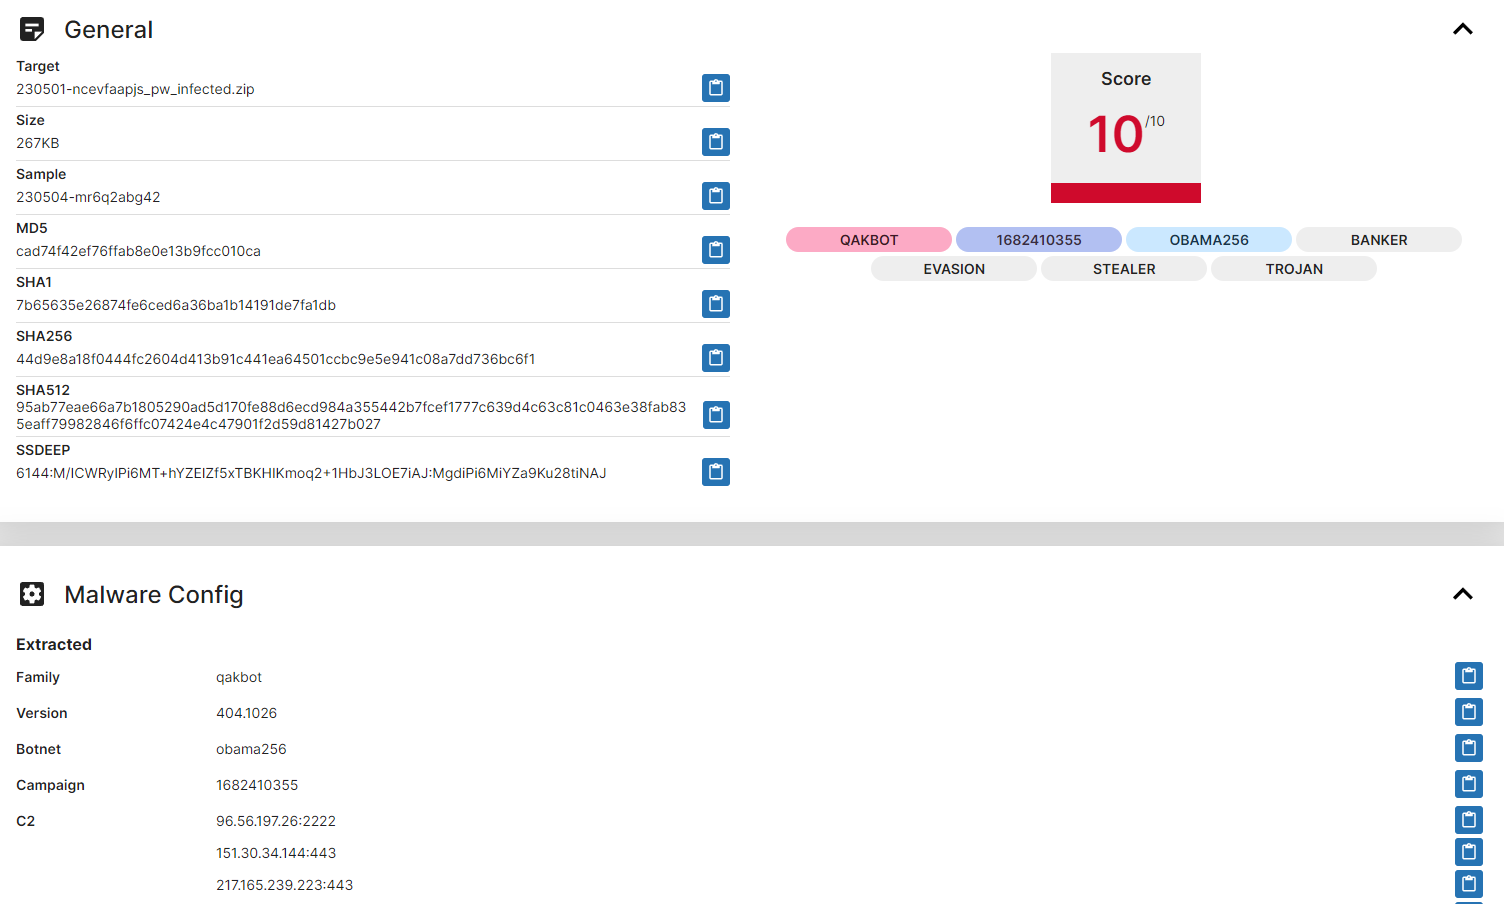 General
Target
230501-ncevfaapjs_pw_infected.zip
Size
267KB
Sample
230504-mr6q2abg42
MD5
cad74f42ef76ffab8e0e13b9fcc010ca
SHA1
7b65635e26874fe6ced6a36ba1b14191de7fa1db
SHA256
44d9e8a18f0444fc2604d413b91c441ea64501ccbc9e5e941c08a7dd736bc6f1
SHA512
95ab77eae66a7b1805290ad5d170fe88d6ecd984a355442b7fcef1777c639d4c63c81c0463e38fab83
5eaff79982846f6ffc07424e4c47901f2d59d81427b027
SSDEEP
6144:M/ICWRyIPi6MT+hYZEIZf5xTBKHIKmoq2+1HbJ3LOE7iAJ:MgdiPi6MiYZa9Ku28tiNAJ
Score
10/10
QAKBOT 1682410355 OBAMA256 BANKER
EVASION STEALER TROJAN
Malware Config
Extracted
Family qakbot
Version 404.1026
Botnet obama256
Campaign 1682410355
C2 96.56.197.26:2222
151.30.34.144:443
217.165.239.223:443